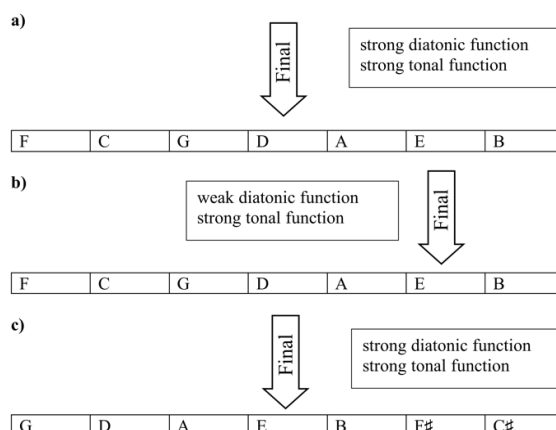 a)
Final
strong diatonic function
strong tonal function
F C G D A E B
b)
weak diatonic function
strong tonal function
Final
F C G D A E B
c)
Final
strong diatonic function
strong tonal function
G D A E B F♯ C♯